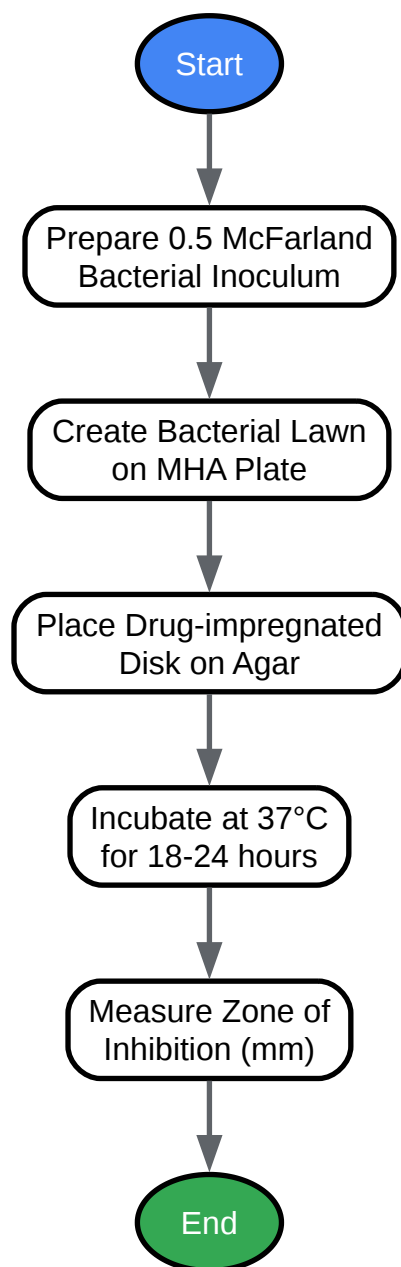 Start
Prepare 0.5 McFarland
Bacterial Inoculum
Create Bacterial Lawn
on MHA Plate
Place Drug-impregnated
Disk on Agar
Incubate at 37°C
for 18-24 hours
Measure Zone of
Inhibition (mm)
End